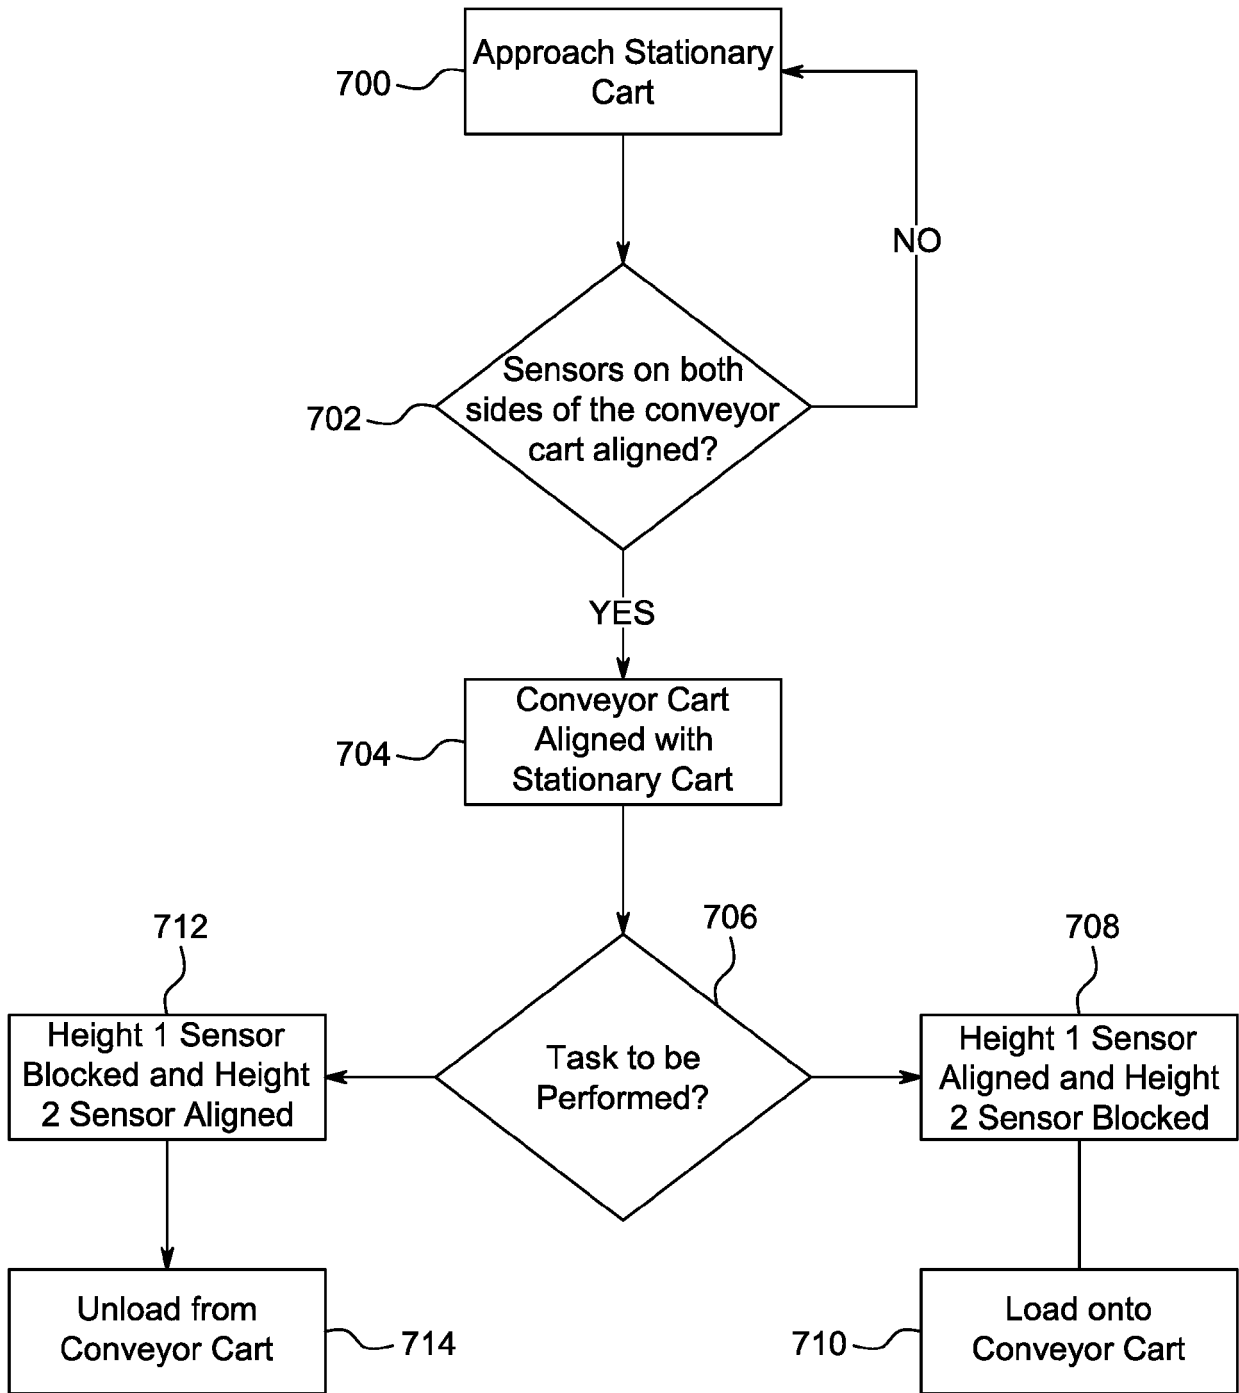 Approach Stationary
Cart
700
NO
Sensors on both
sides of the conveyor
cart aligned?
702
YES
Conveyor Cart
Aligned with
Stationary Cart
704
706
Task to be
Performed?
712
Height 1 Sensor
Blocked and Height
2 Sensor Aligned
708
Height 1 Sensor
Aligned and Height
2 Sensor Blocked
Unload from
Conveyor Cart
714
710
Load onto
Conveyor Cart